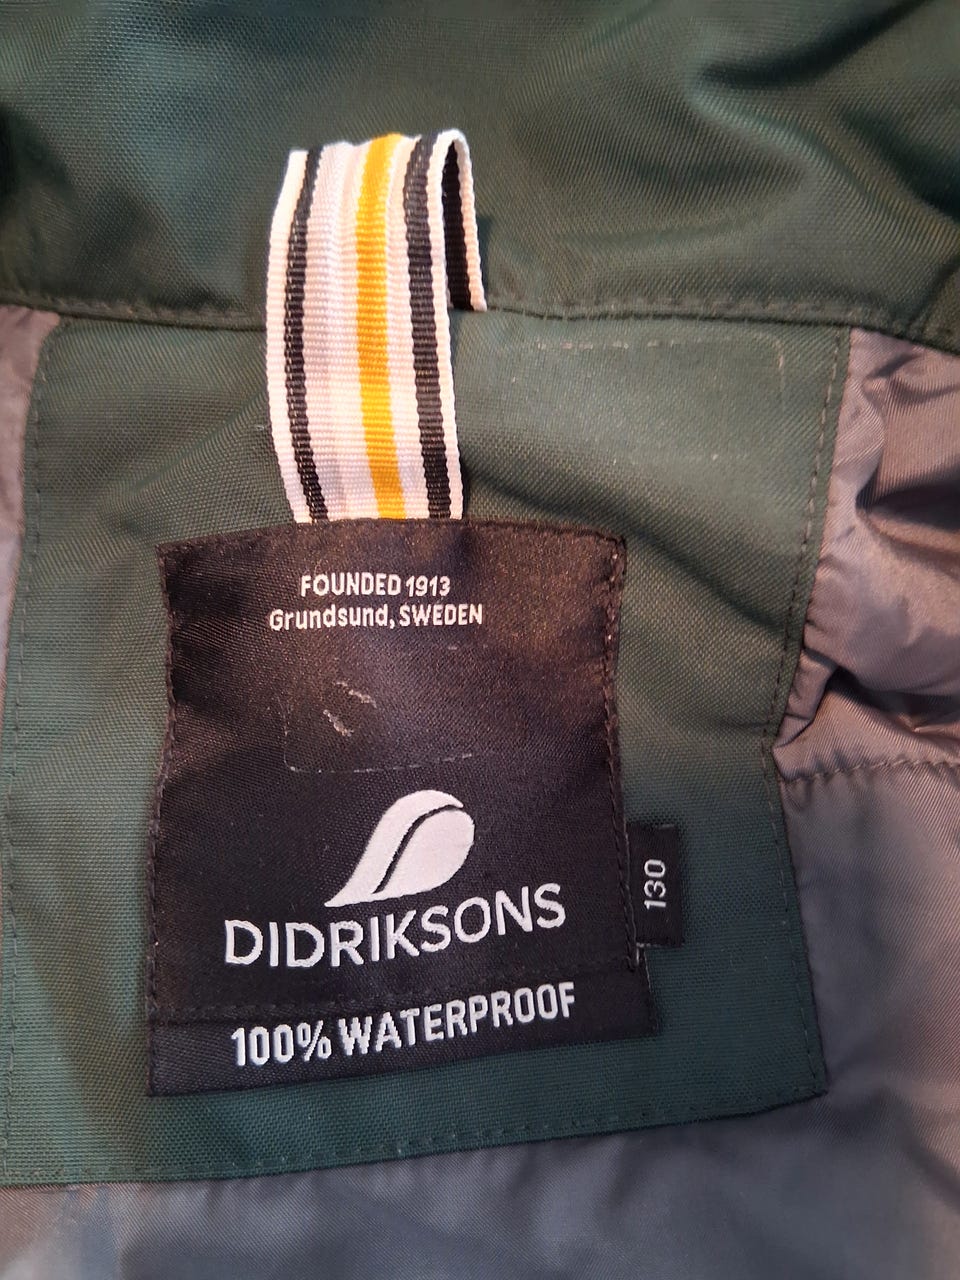 FOUNDED 1913
Grundsund, SWEDEN
DIDRIKSONS
130
100% WATERPROOF